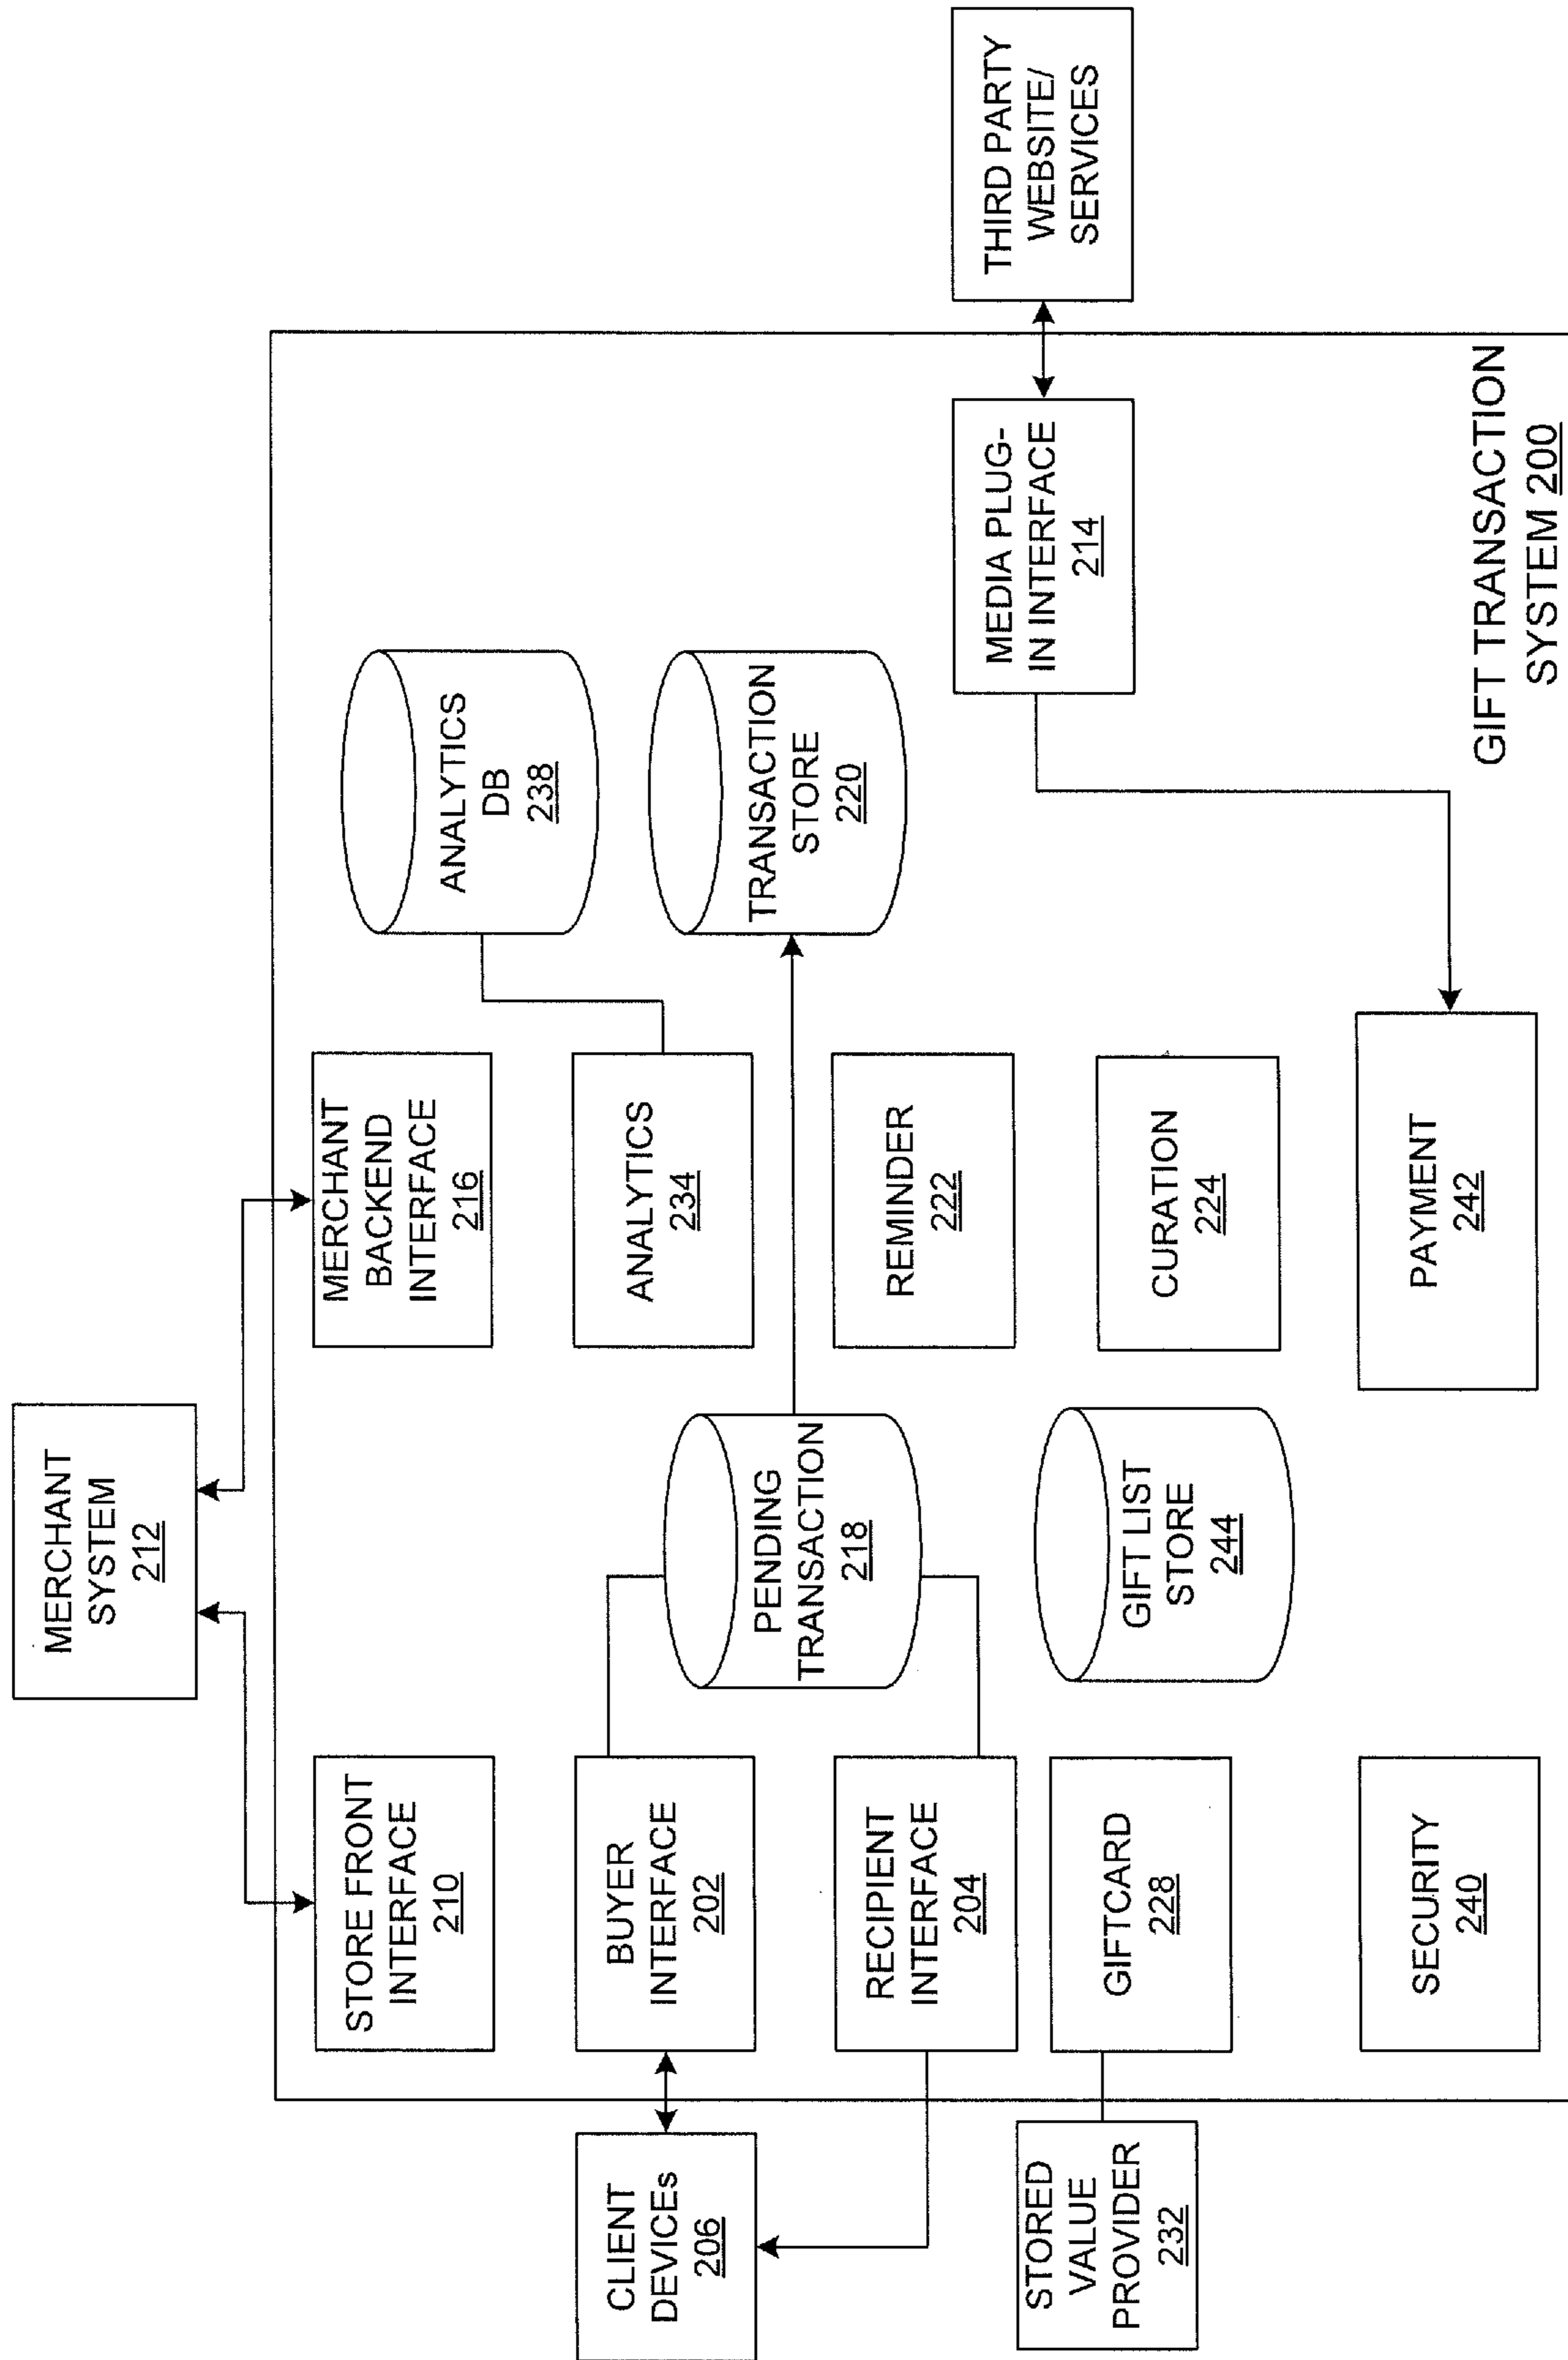 MERCHANT
SYSTEM
212
STORE FRONT
INTERFACE
210
MERCHANT
BACKEND
INTERFACE
216
CLIENT
DEVICEs
206
BUYER
INTERFACE
202
PENDING
TRANSACTION
218
ANALYTICS
234
ANALYTICS
DB
238
TRANSACTION
STORE
220
RECIPIENT
INTERFACE
204
REMINDER
222
STORED
VALUE
PROVIDER
232
GIFTCARD
228
GIFT LIST
STORE
244
CURATION
224
MEDIA PLUG-
IN INTERFACE
214
THIRD PARTY
WEBSITE/
SERVICES
SECURITY
240
PAYMENT
242
GIFT TRANSACTION
SYSTEM 200